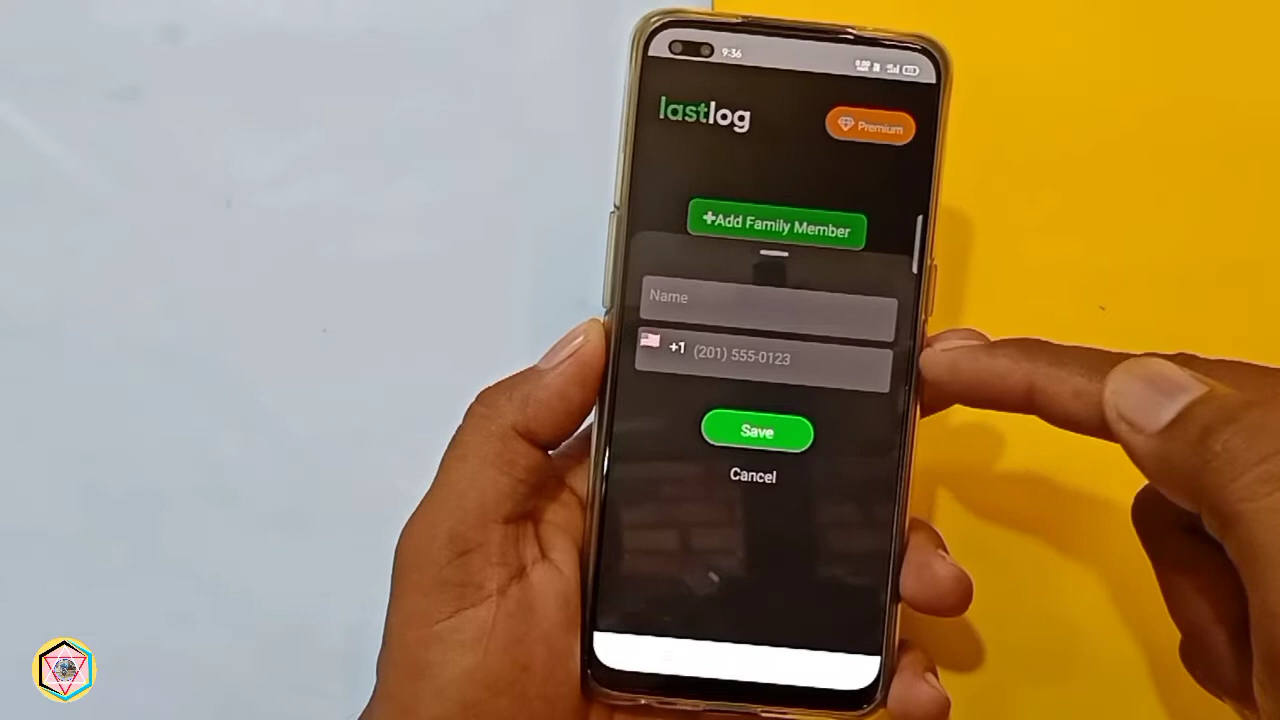 9:36
lastlog
Premium
+Add Family Member
Name
+1 (201) 555-0123
Save
Cancel